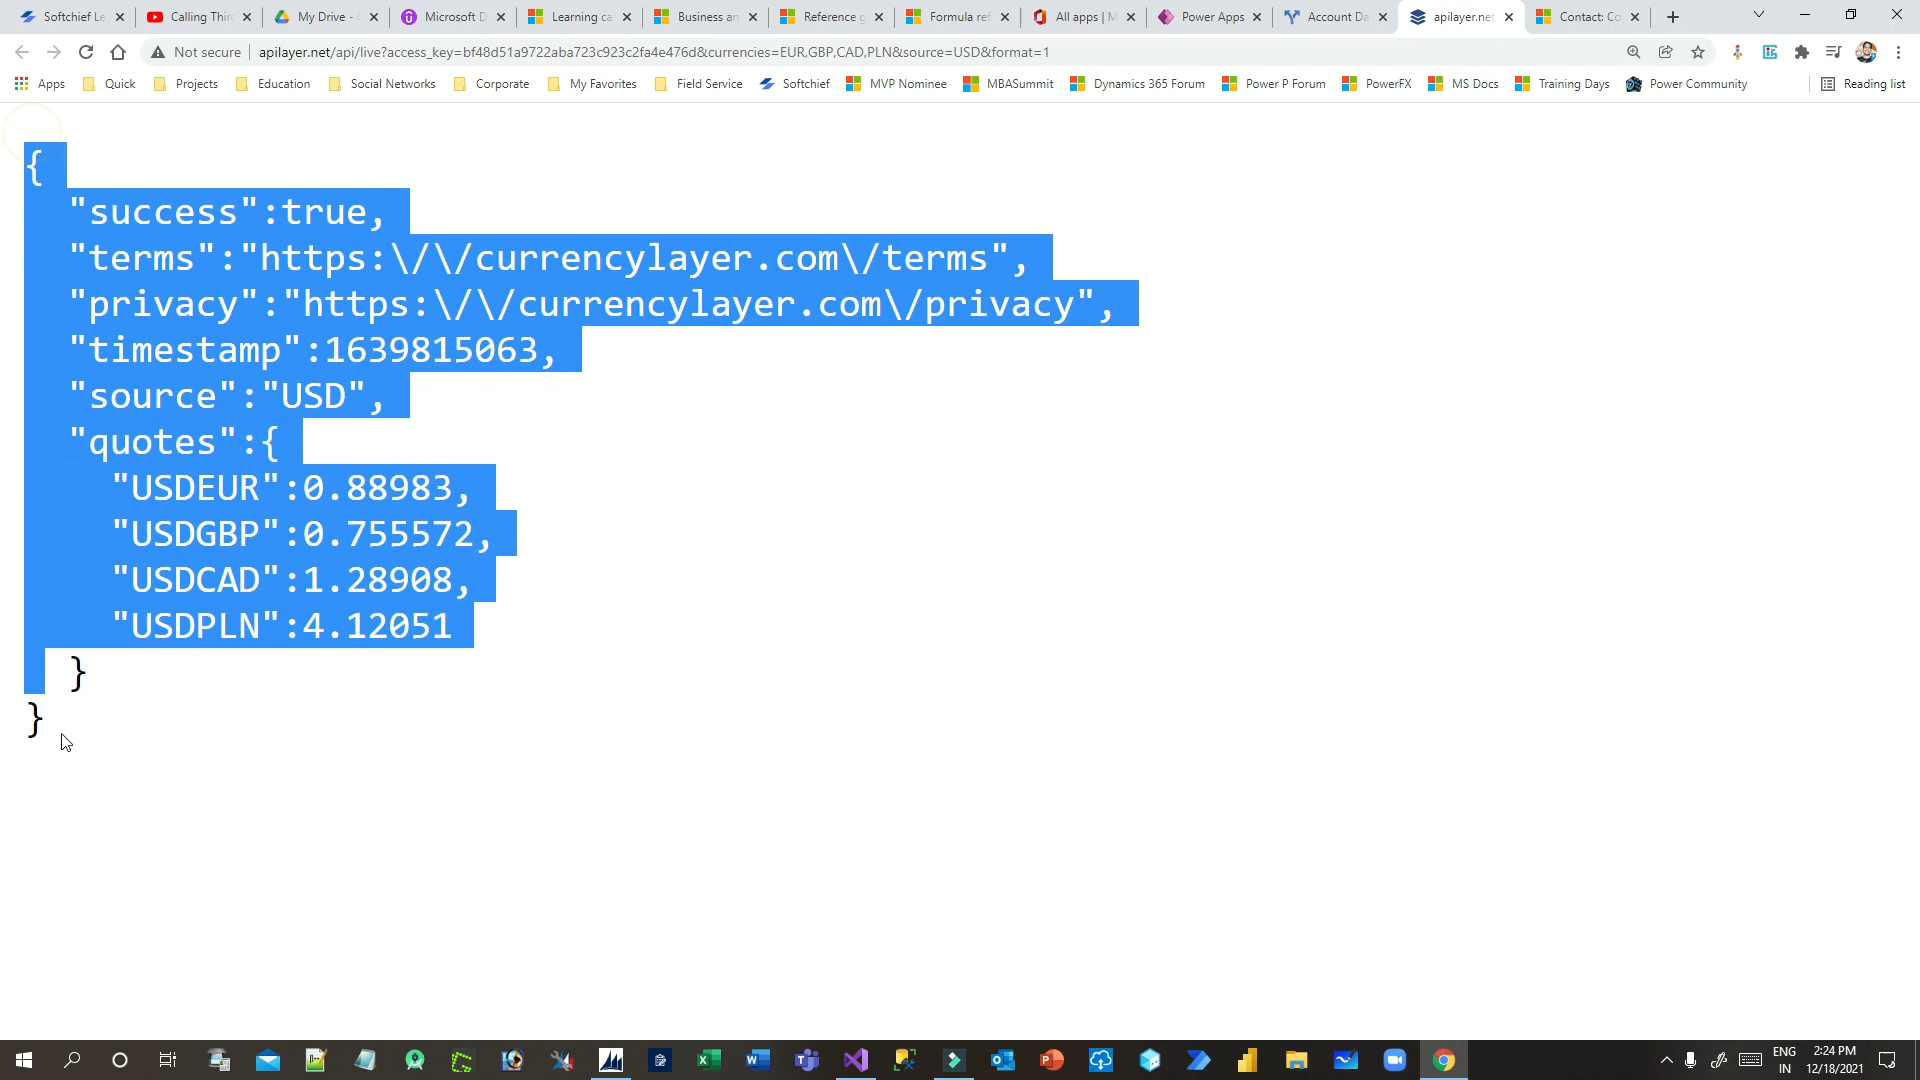 Softchief Le
Calling Thir
My Drive -
Microsoft D
Learning ca
Business an
Reference g
Formula ref
All apps | M
Power Apps
Account Da
apilayer.net
Contact: Co
Not secure
apilayer.net/api/live?access_key=bf48d51a9722aba723c923c2fa4e476d&currencies=EUR,GBP,CAD,PLN&source=USD&format=1
Apps
Quick
Projects
Education
Social Networks
Corporate
My Favorites
Field Service
Softchief
MVP Nominee
MBASummit
Dynamics 365 Forum
Power P Forum
PowerFX
MS Docs
Training Days
Power Community
Reading list
{
"success":true,
"terms":"https:\/\/currencylayer.com\/terms",
"privacy":"https:\/\/currencylayer.com\/privacy",
"timestamp":1639815063,
"source":"USD",
"quotes":{
"USDEUR":0.88983,
"USDGBP":0.755572,
"USDCAD":1.28908,
"USDPLN":4.12051
}
}
ENG
IN
2:24 PM
12/18/2021